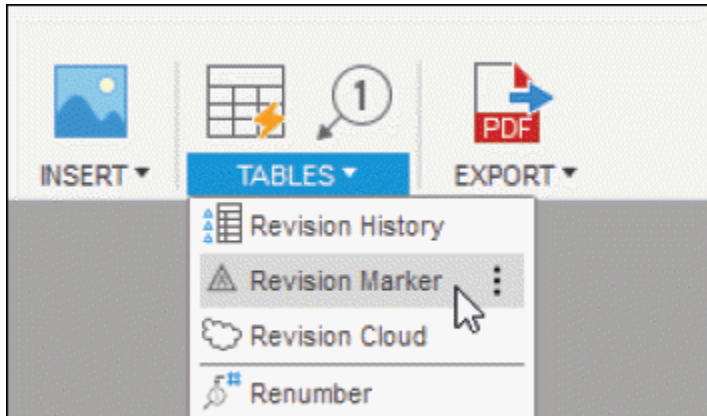 1
PDF
INSERT TABLES EXPORT
Revision History
Revision Marker
Revision Cloud
# Renumber